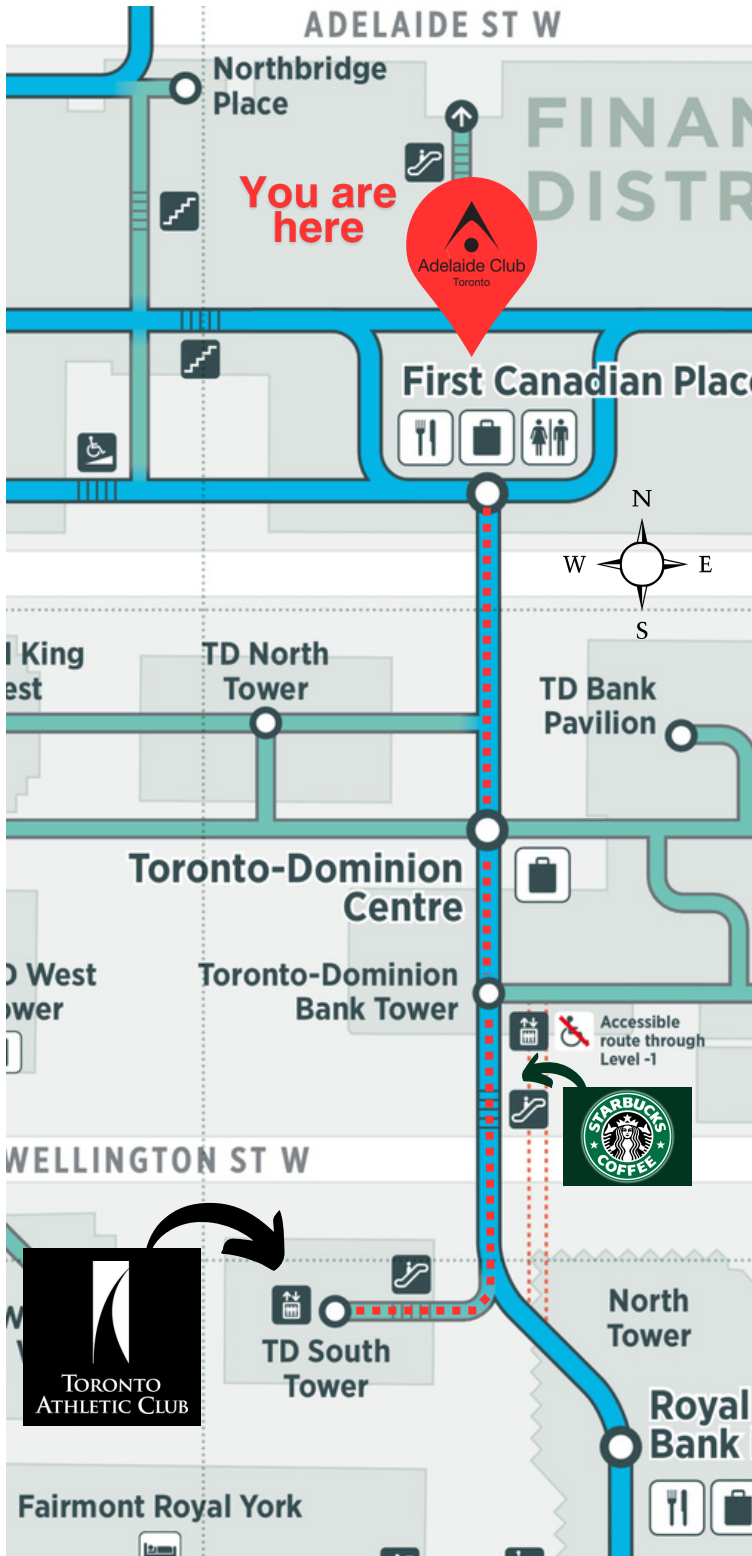 ADELAIDE ST W
Northbridge
Place
FINAN
DISTR
You are
here
Adelaide Club
Toronto
First Canadian Place
N
W
E
S
l King
est
TD North
Tower
TD Bank
Pavilion
Toronto-Dominion
Centre
D West
ower
Toronto-Dominion
Bank Tower
Accessible
route through
Level -1
STARBUCKS
COFFEE
WELLINGTON ST W
TORONTO
ATHLETIC CLUB
TD South
Tower
North
Tower
Royal
Bank
Fairmont Royal York